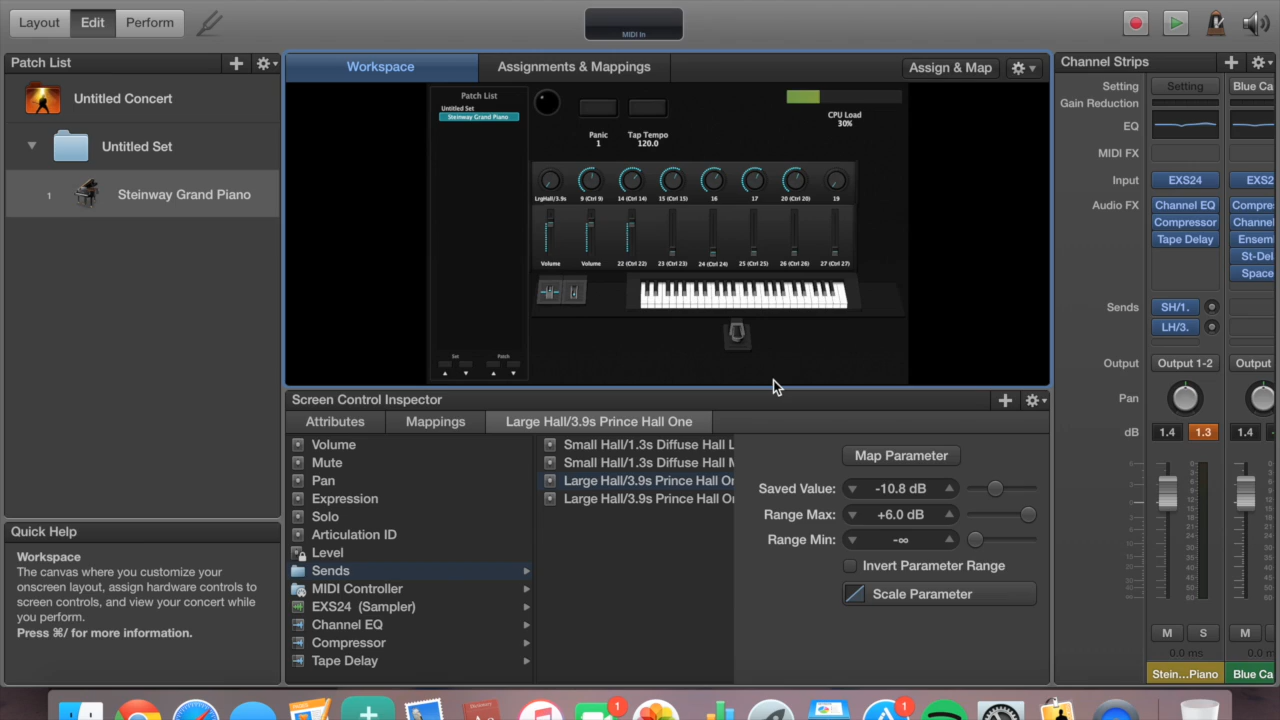 Layout Edit Perform
MIDI In
Patch List
Untitled Concert
Untitled Set
1 Steinway Grand Piano
Quick Help
Workspace
The canvas where you customize your
onscreen layout, assign hardware controls to
screen controls, and view your concert while
you perform.
Press ⌘/ for more information.
Workspace Assignments & Mappings Assign & Map
Patch List
Untitled Set
Steinway Grand Piano
Set Patch
Panic
1
Tap Tempo
120.0
CPU Load
30%
LrgHall/3.9s 9 (Ctrl 9) 14 (Ctrl 14) 15 (Ctrl 15) 16 17 20 (Ctrl 20) 19
Volume Volume 22 (Ctrl 22) 23 (Ctrl 23) 24 (Ctrl 24) 25 (Ctrl 25) 26 (Ctrl 26) 27 (Ctrl 27)
Screen Control Inspector
Attributes Mappings Large Hall/3.9s Prince Hall One
Volume
Mute
Pan
Expression
Solo
Articulation ID
Level
Sends
MIDI Controller
EXS24 (Sampler)
Channel EQ
Compressor
Tape Delay
Small Hall/1.3s Diffuse Hall L
Small Hall/1.3s Diffuse Hall M
Large Hall/3.9s Prince Hall On
Large Hall/3.9s Prince Hall On
Map Parameter
Saved Value: -10.8 dB
Range Max: +6.0 dB
Range Min: -∞
Invert Parameter Range
Scale Parameter
Channel Strips
Setting Setting Blue Ca
Gain Reduction
EQ
MIDI FX
Input EXS24 EXS2
Audio FX Channel EQ Compres
Compressor Channel
Tape Delay Ensem
St-Del
Space
Sends SH/1.
LH/3.
Output Output 1-2 Output
Pan
dB 1.4 1.3 1.4
M S M
0.0 ms 0.0 m
Stein...Piano Blue Ca
1 1